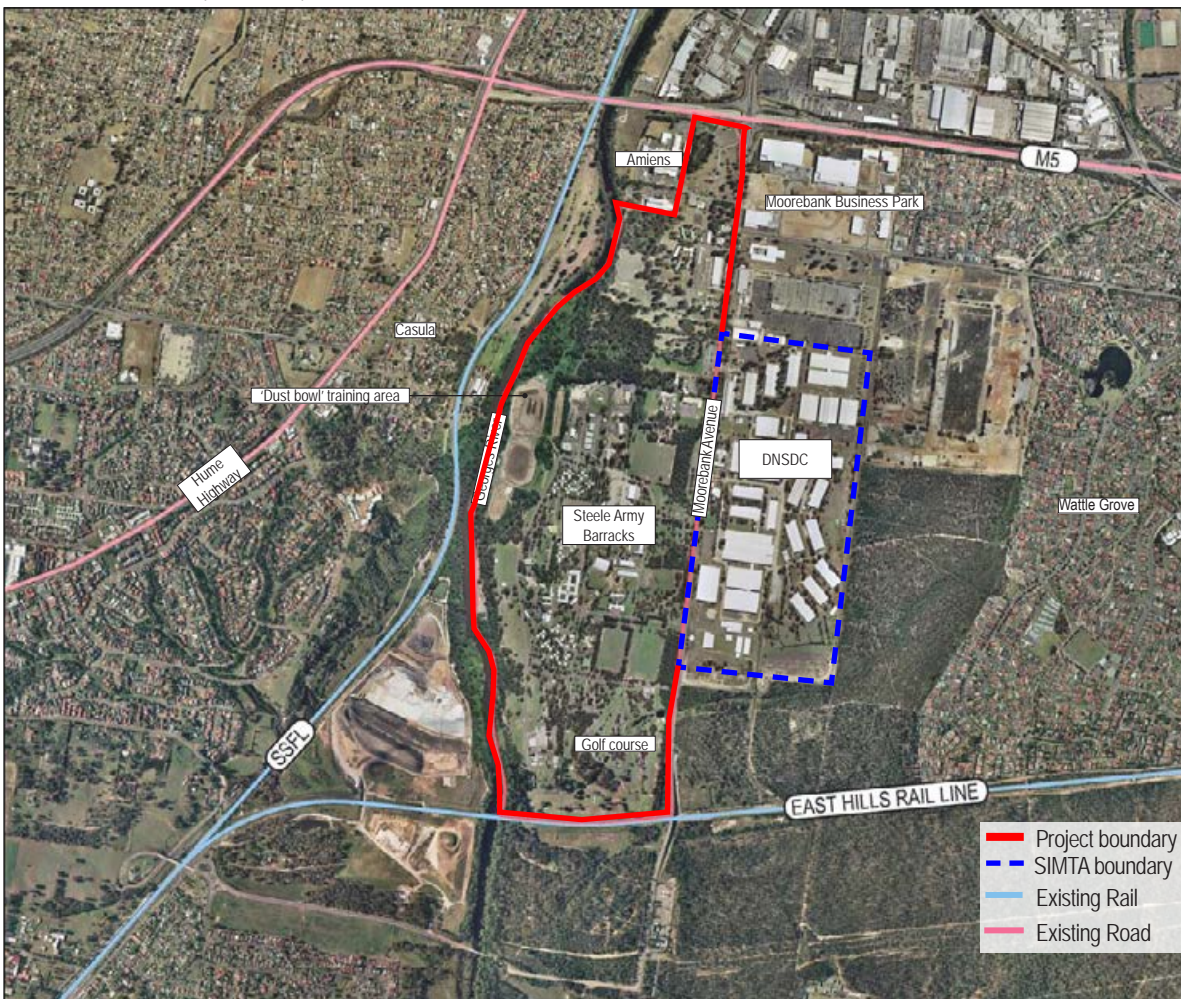 Amiens
M5
Moorebank Business Park
Casula
'Dust bowl' training area
Georges River
Hume
Highway
Moorebank Avenue
DNSDC
Steele Army
Barracks
Wattle Grove
Golf course
SSFL
EAST HILLS RAIL LINE
Project boundary
SIMTA boundary
Existing Rail
Existing Road